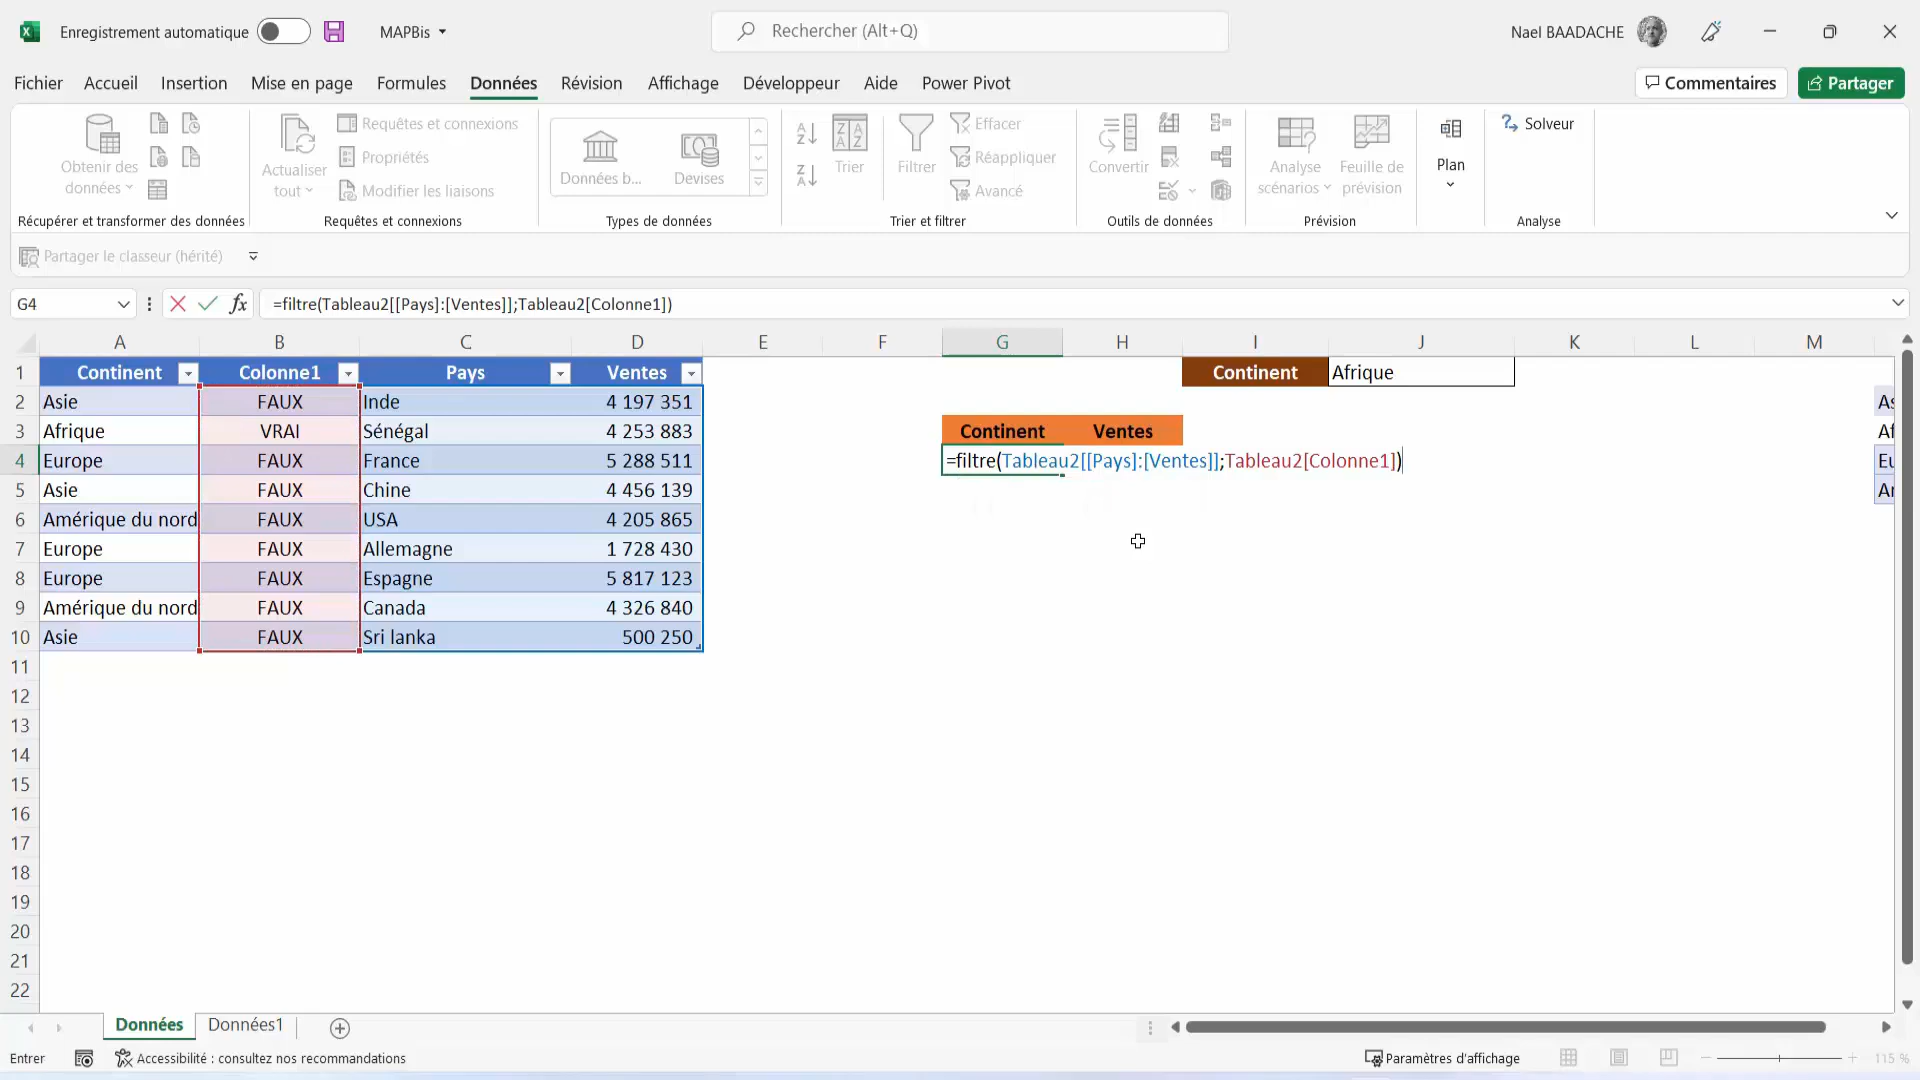 Enregistrement automatique MAPBis Rechercher (Alt+Q) Nael BAADACHE
Fichier Accueil Insertion Mise en page Formules Données Révision Affichage Développeur Aide Power Pivot Commentaires Partager
Obtenir des données
Récupérer et transformer des données
Actualiser tout
Requêtes et connexions
Propriétés
Modifier les liaisons
Requêtes et connexions
Données b...
Devises
Types de données
Trier
Filtrer
Effacer
Réappliquer
Avancé
Trier et filtrer
Convertir
Outils de données
Analyse scénarios
Feuille de prévision
Prévision
Plan
Solveur
Analyse
Partager le classeur (hérité)
G4 fx =filtre(Tableau2[[Pays]:[Ventes]];Tableau2[Colonne1])
A B C D E F G H I J K L M
1 Continent Colonne1 Pays Ventes Continent Afrique
2 Asie FAUX Inde 4 197 351 As
3 Afrique VRAI Sénégal 4 253 883 Continent Ventes Af
4 Europe FAUX France 5 288 511 =filtre(Tableau2[[Pays]:[Ventes]];Tableau2[Colonne1]) Eu
5 Asie FAUX Chine 4 456 139
6 Amérique du nord FAUX USA 4 205 865
7 Europe FAUX Allemagne 1 728 430
8 Europe FAUX Espagne 5 817 123
9 Amérique du nord FAUX Canada 4 326 840
10 Asie FAUX Sri lanka 500 250
11
12
13
14
15
16
17
18
19
20
21
22
Données Données1
Entrer Accessibilité : consultez nos recommandations Paramètres d'affichage 115 %